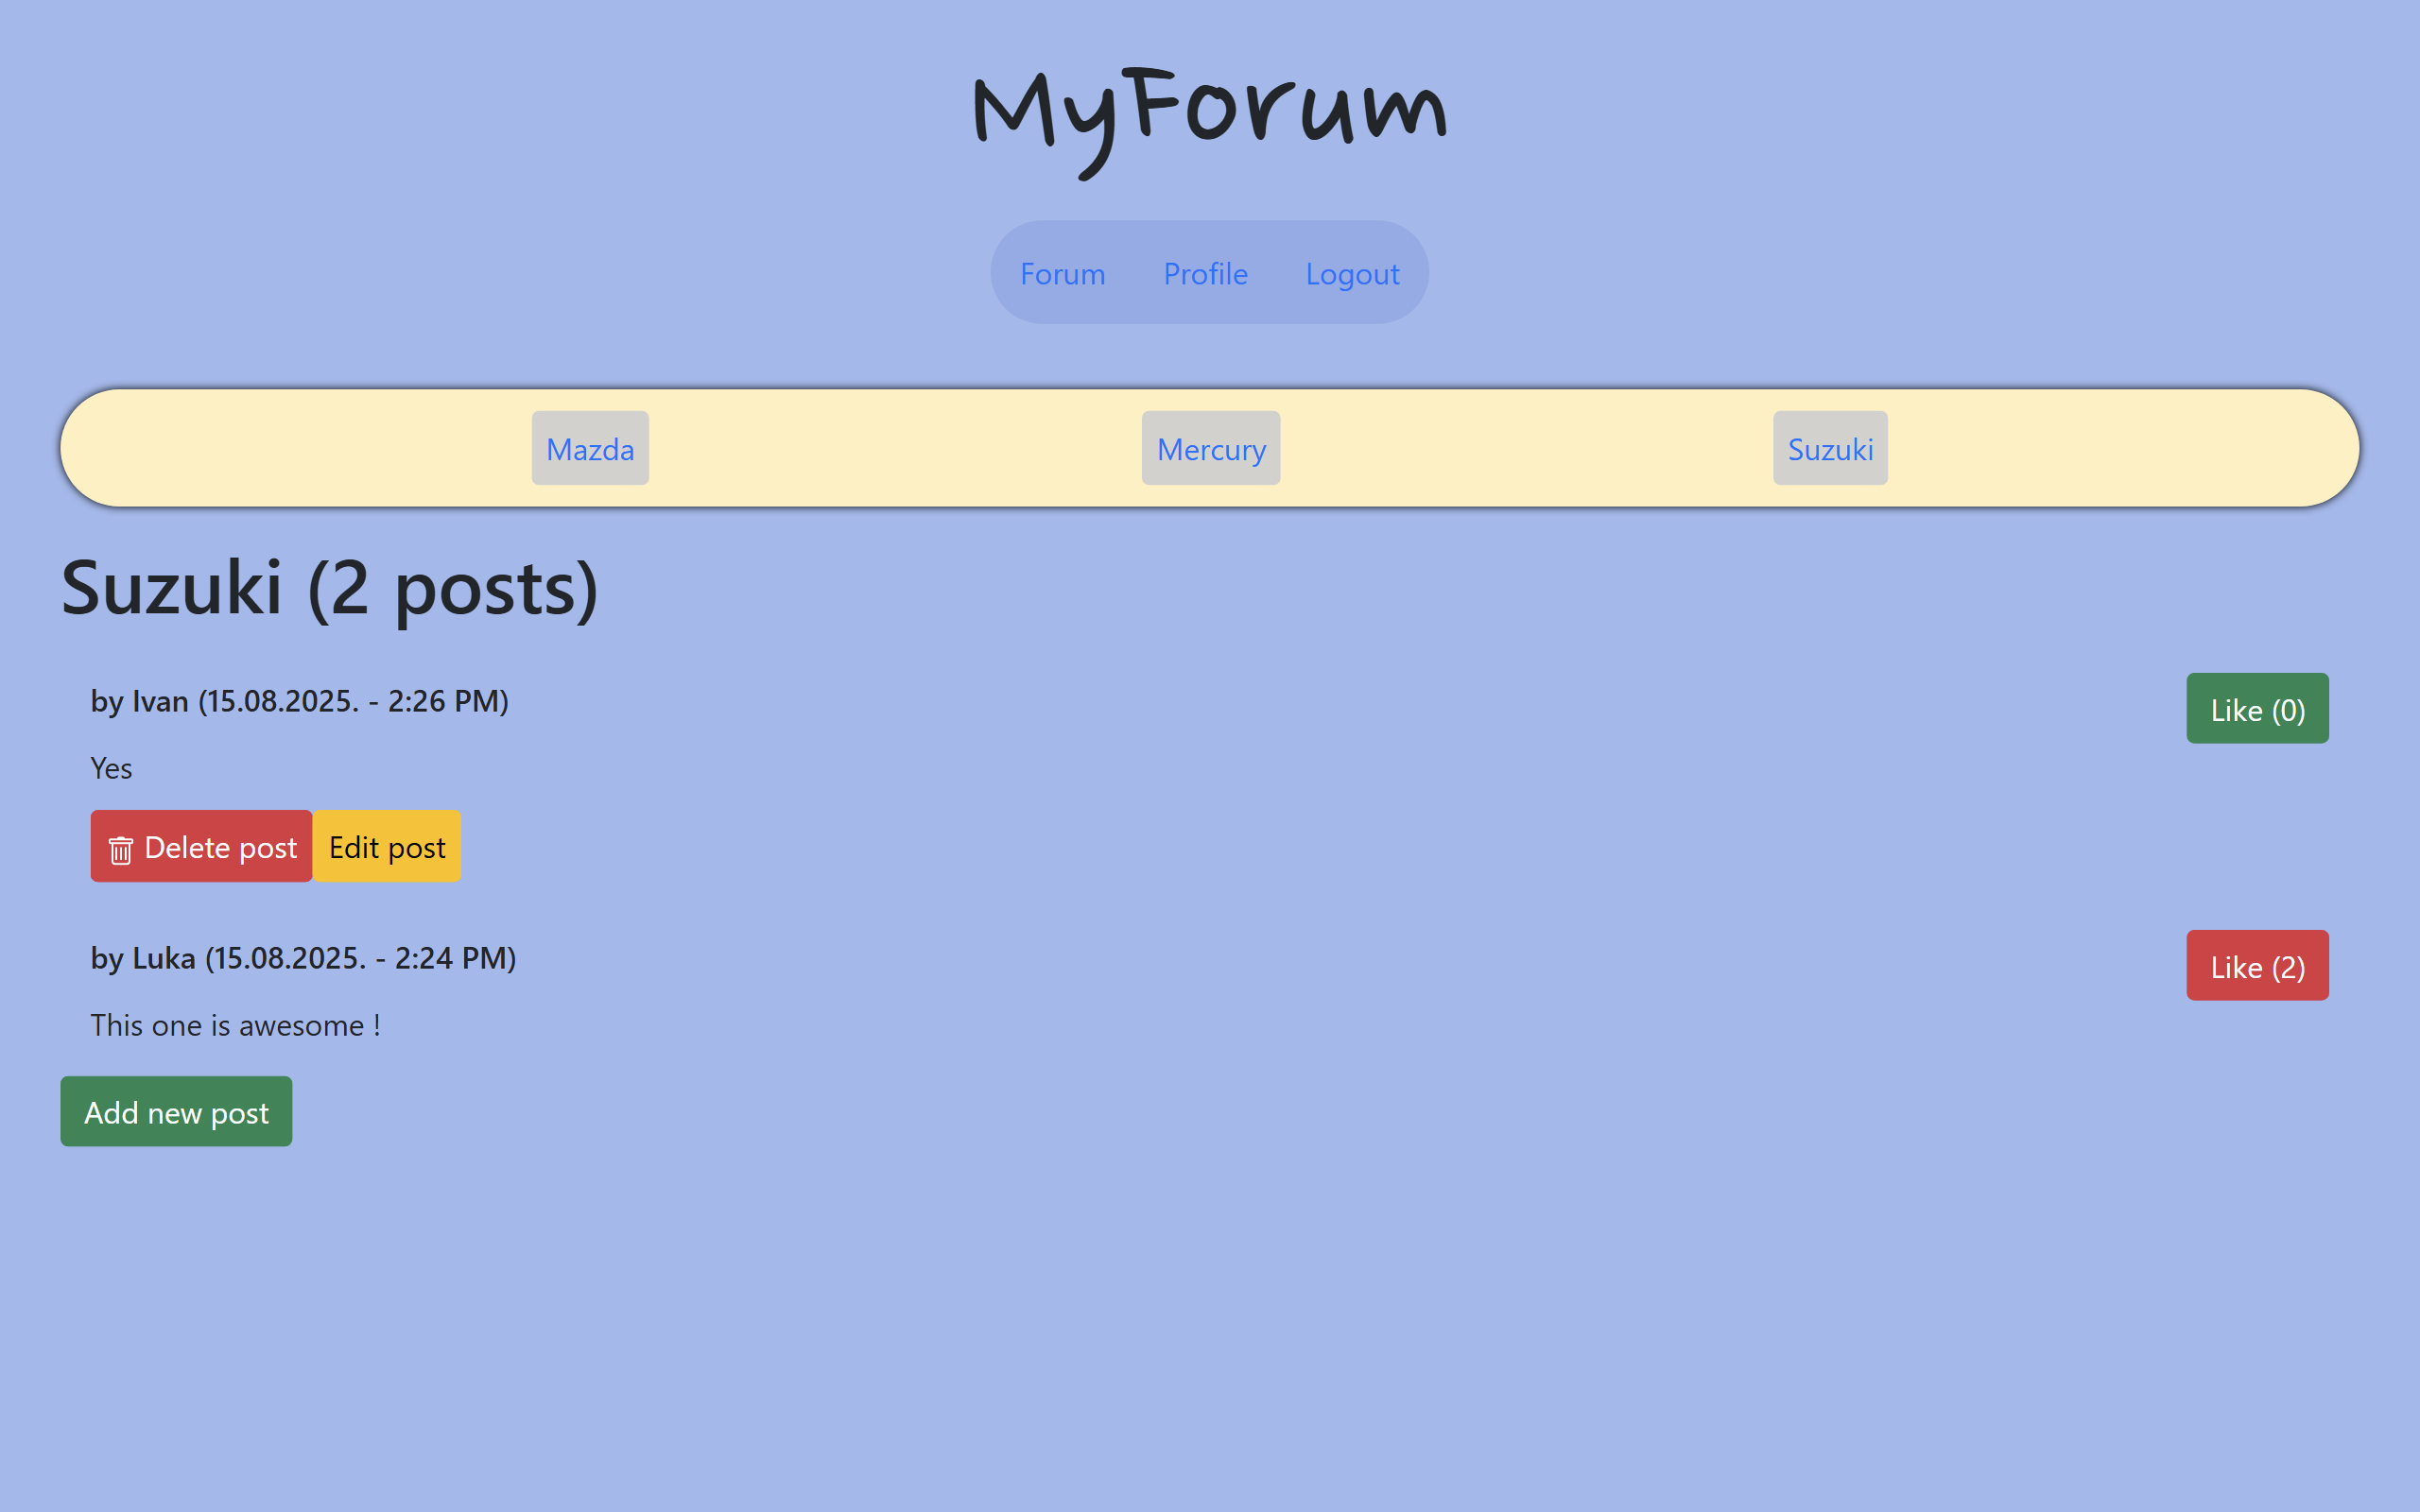 MyForum
Forum Profile Logout
Mazda Mercury Suzuki
Suzuki (2 posts)
by Ivan (15.08.2025. - 2:26 PM)
Like (0)
Yes
Delete post Edit post
by Luka (15.08.2025. - 2:24 PM)
Like (2)
This one is awesome !
Add new post